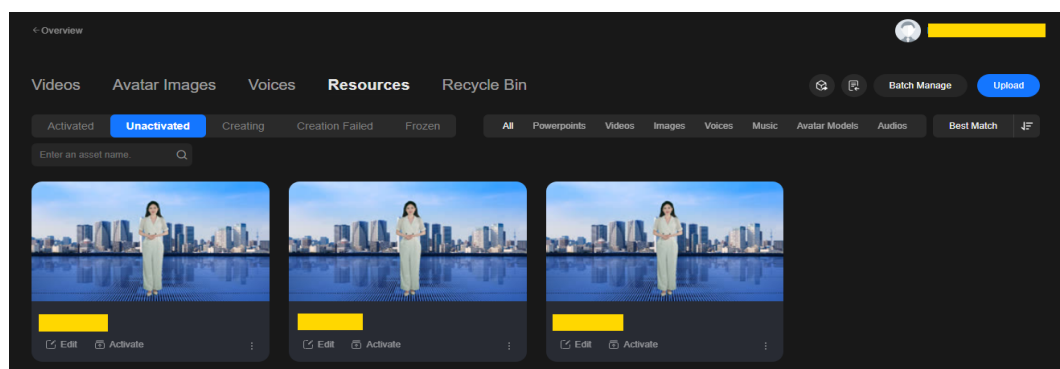 ←Overview
Videos Avatar Images Voices Resources Recycle Bin Batch Manage Upload
Activated Unactivated Creating Creation Failed Frozen All Powerpoints Videos Images Voices Music Avatar Models Audios Best Match
Enter an asset name.
Edit Activate Edit Activate Edit Activate